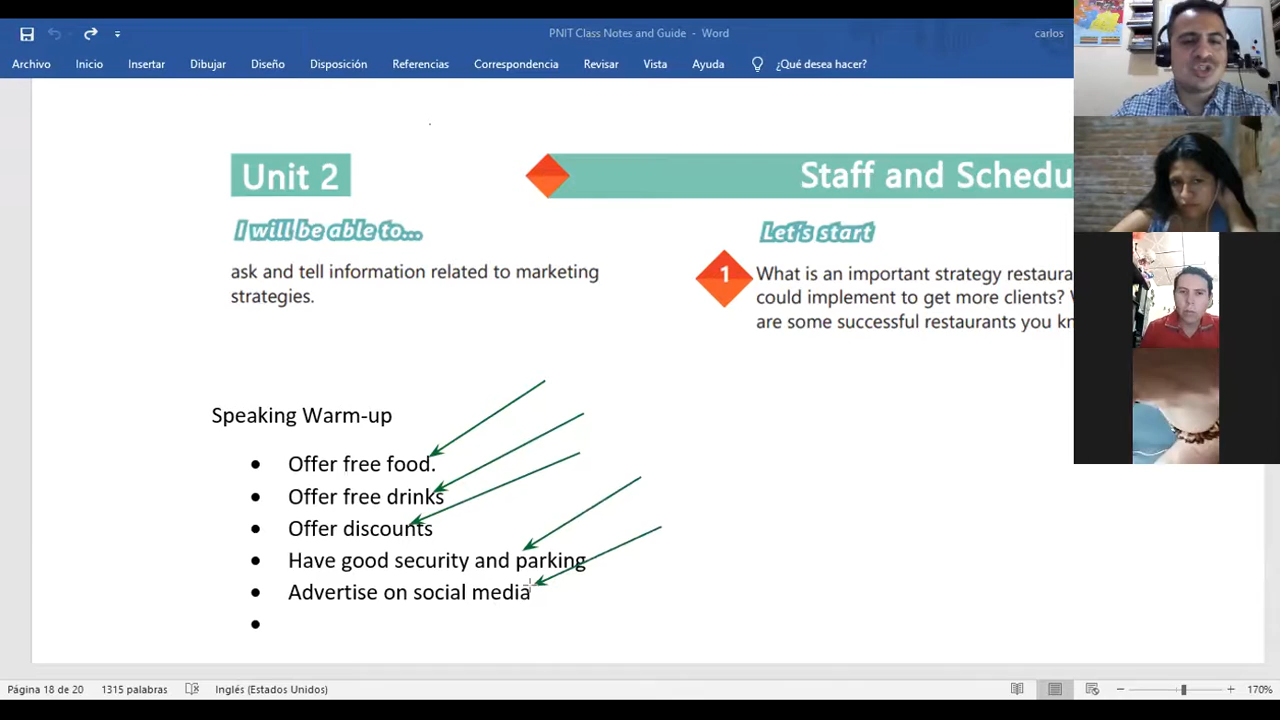 PNIT Class Notes and Guide - Word
carlos
Archivo Inicio Insertar Dibujar Diseño Disposición Referencias Correspondencia Revisar Vista Ayuda ¿Qué desea hacer?
Unit 2
Staff and Schedu
I will be able to...
Let's start
ask and tell information related to marketing
strategies.
1
What is an important strategy restaura
could implement to get more clients?
are some successful restaurants you kn
Speaking Warm-up
• Offer free food.
• Offer free drinks
• Offer discounts
• Have good security and parking
• Advertise on social media
•
Página 18 de 20 1315 palabras Inglés (Estados Unidos) 170%